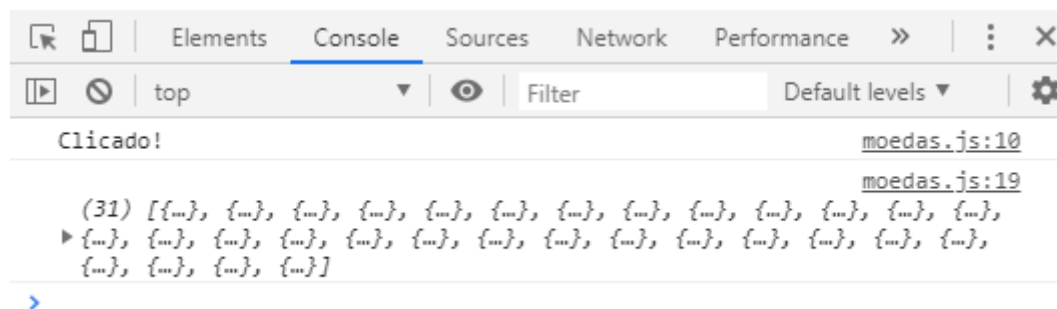 Elements Console Sources Network Performance »
top Filter Default levels
Clicado! moedas.js:10
moedas.js:19
(31) [{…}, {…}, {…}, {…}, {…}, {…}, {…}, {…}, {…}, {…}, {…}, {…}, {…},
{…}, {…}, {…}, {…}, {…}, {…}, {…}, {…}, {…}, {…}, {…}, {…}, {…}, {…},
{…}, {…}, {…}, {…}]